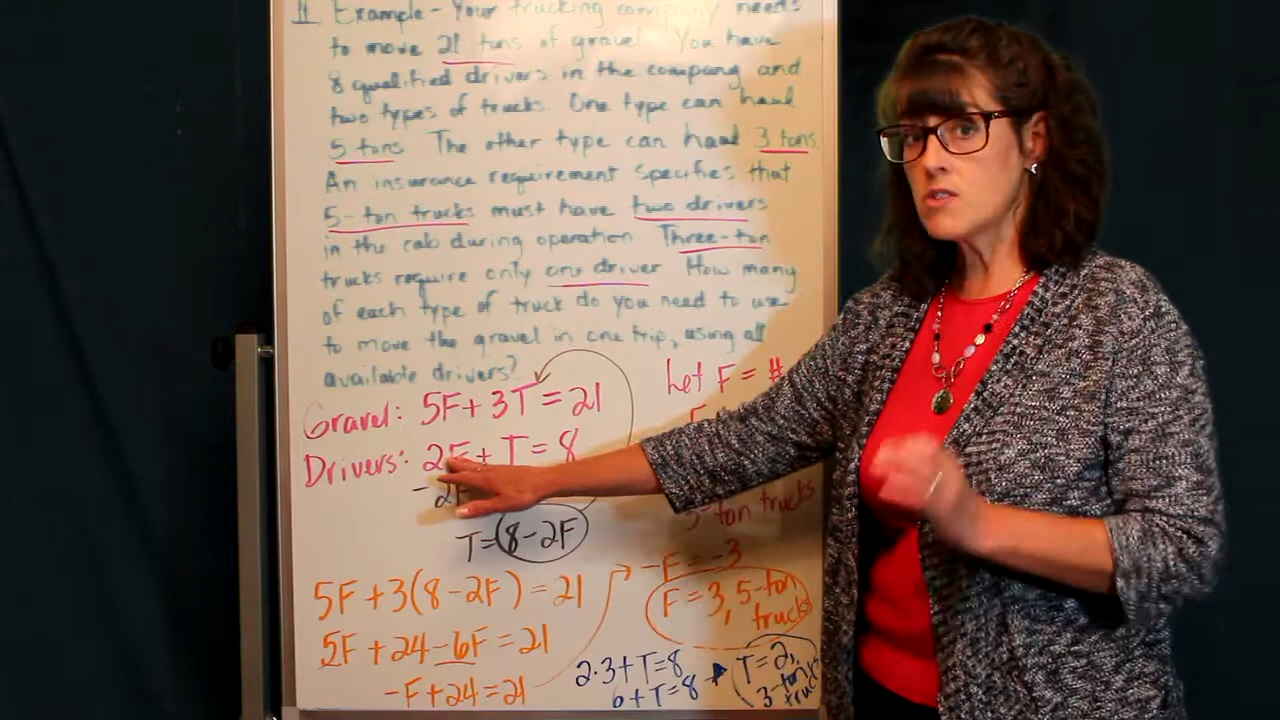 II. Example - Your trucking company needs
to move 21 tons of gravel. You have
8 qualified drivers in the company and
two types of trucks. One type can haul
5 tons The other type can haul 3 tons.
An insurance requirement specifies that
5-ton trucks must have two drivers
in the cab during operation Three-ton
trucks require only one driver How many
of each type of truck do you need to use
to move the gravel in one trip, using all
available drivers?
Gravel: 5F + 3T = 21
Let F = #
Drivers: 2F + T = 8
-2F
ton trucks
T = 8 - 2F
-F = -3
5F + 3(8 - 2F) = 21
F = 3, 5-ton
trucks
5F + 24 - 6F = 21
-F + 24 = 21
2·3 + T = 8
6 + T = 8
T = 2,
3-ton
trucks